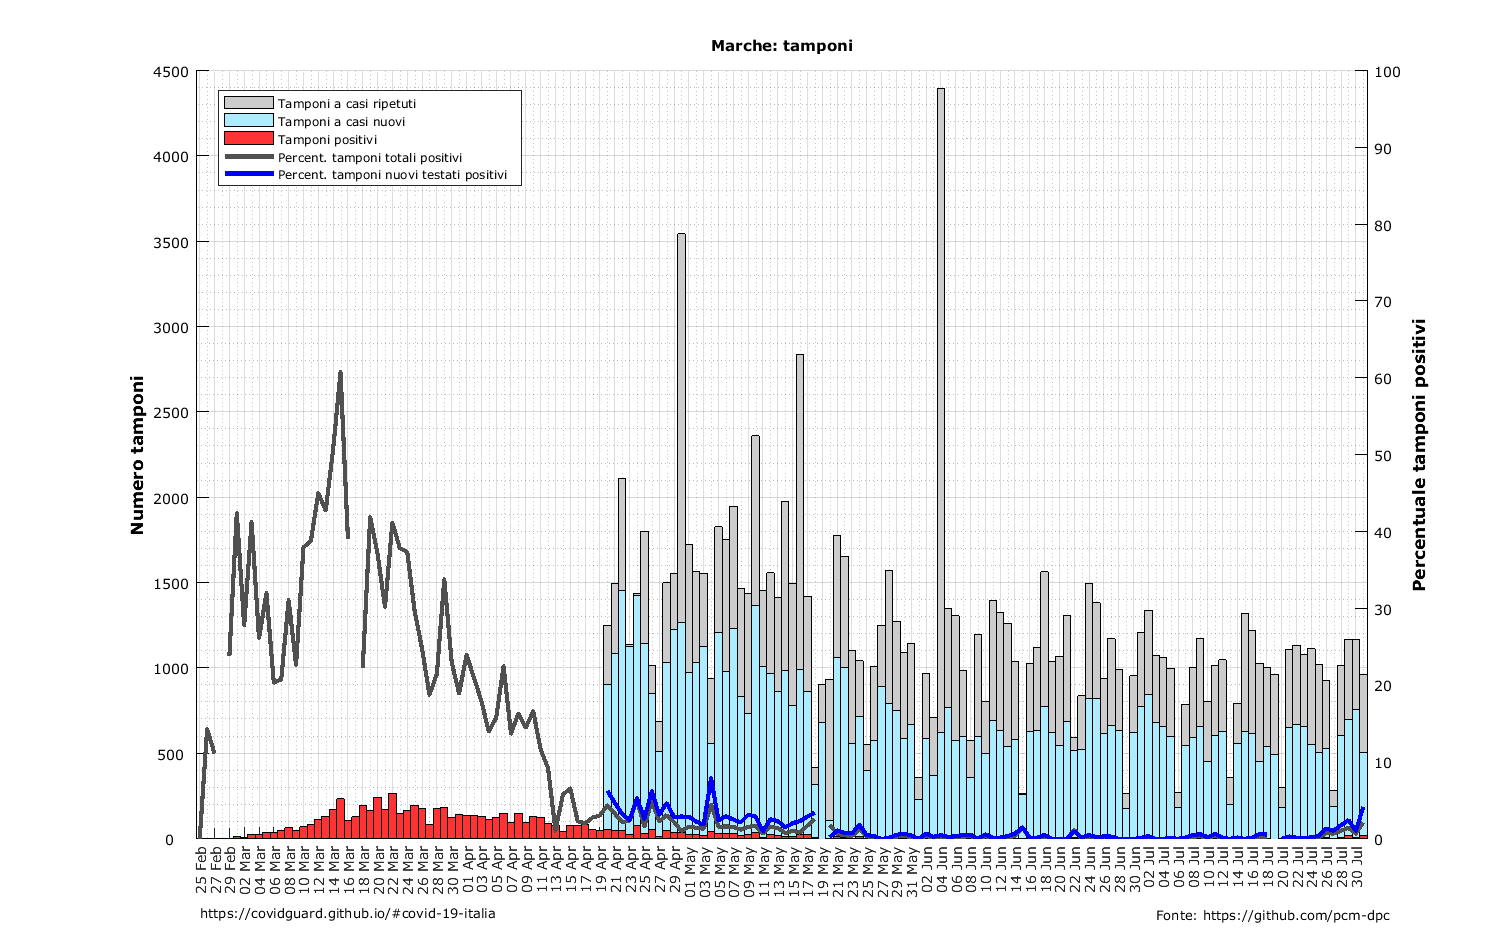 Marche: tamponi
Numero tamponi
4500
4000
3500
3000
2500
2000
1500
1000
500
0
Tamponi a casi ripetuti
Tamponi a casi nuovi
Tamponi positivi
Percent. tamponi totali positivi
Percent. tamponi nuovi testati positivi
100
90
80
70
60
50
40
30
20
10
0
Percentuale tamponi positivi
25 Feb
27 Feb
29 Feb
02 Mar
04 Mar
06 Mar
08 Mar
10 Mar
12 Mar
14 Mar
16 Mar
18 Mar
20 Mar
22 Mar
24 Mar
26 Mar
28 Mar
30 Mar
01 Apr
03 Apr
05 Apr
07 Apr
09 Apr
11 Apr
13 Apr
15 Apr
17 Apr
19 Apr
21 Apr
23 Apr
25 Apr
27 Apr
29 Apr
01 May
03 May
05 May
07 May
09 May
11 May
13 May
15 May
17 May
19 May
21 May
23 May
25 May
27 May
29 May
31 May
02 Jun
04 Jun
06 Jun
08 Jun
10 Jun
12 Jun
14 Jun
16 Jun
18 Jun
20 Jun
22 Jun
24 Jun
26 Jun
28 Jun
30 Jun
02 Jul
04 Jul
06 Jul
08 Jul
10 Jul
12 Jul
14 Jul
16 Jul
18 Jul
20 Jul
22 Jul
24 Jul
26 Jul
28 Jul
30 Jul
https://covidguard.github.io/#covid-19-italia
Fonte: https://github.com/pcm-dpc